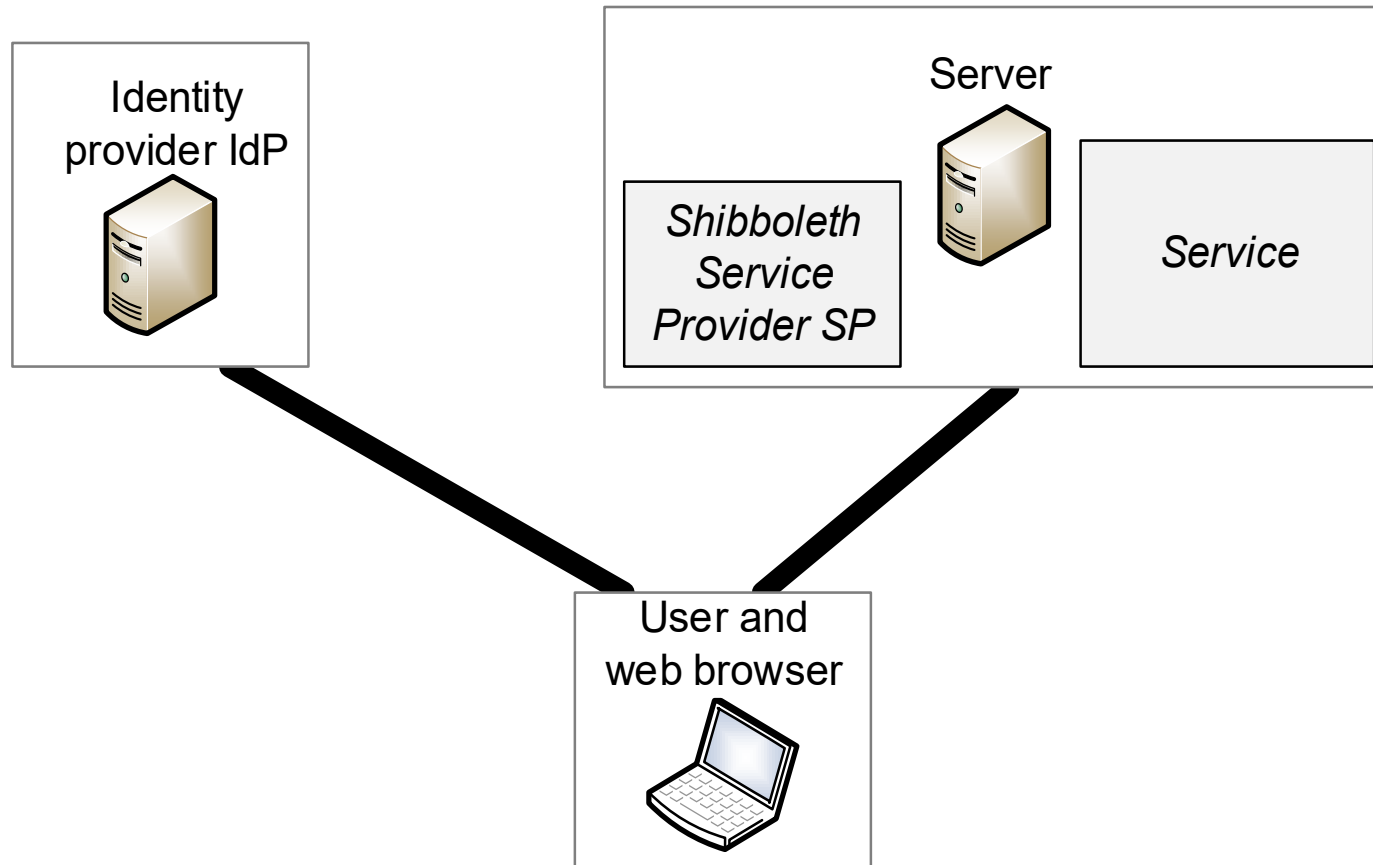 Identity
provider IdP
Server
Shibboleth
Service
Provider SP
Service
User and
web browser